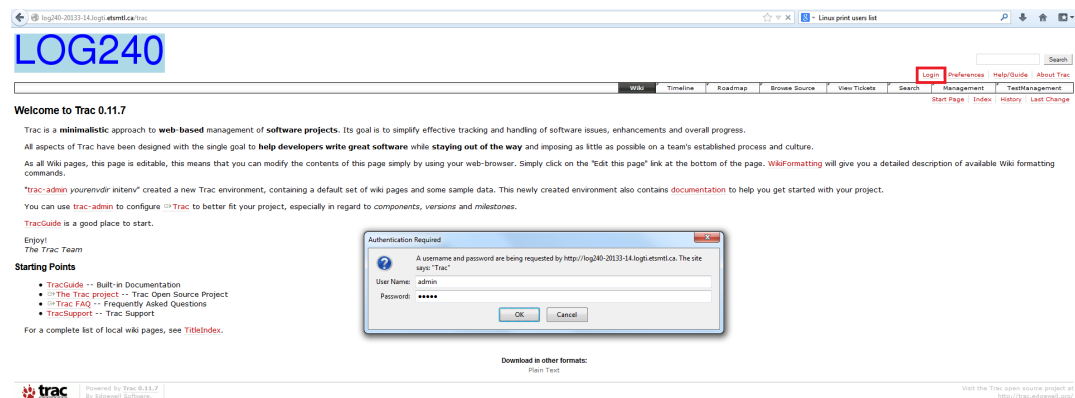 log240-20133-14.logti.etsmtl.ca/trac
Linus print users list
LOG240
Search
Login Preferences Help/Guide About Trac
Wiki Timeline Roadmap Browse Source View Tickets Search Management TestManagement
Start Page Index History Last Change
Welcome to Trac 0.11.7
Trac is a minimalistic approach to web-based management of software projects. Its goal is to simplify effective tracking and handling of software issues, enhancements and overall progress.
All aspects of Trac have been designed with the single goal to help developers write great software while staying out of the way and imposing as little as possible on a team's established process and culture.
As all Wiki pages, this page is editable, this means that you can modify the contents of this page simply by using your web-browser. Simply click on the "Edit this page" link at the bottom of the page. WikiFormatting will give you a detailed description of available Wiki formatting
commands.
"trac-admin yourenvdir initenv" created a new Trac environment, containing a default set of wiki pages and some sample data. This newly created environment also contains documentation to help you get started with your project.
You can use trac-admin to configure Trac to better fit your project, especially in regard to components, versions and milestones.
TracGuide is a good place to start.
Enjoy!
The Trac Team
Starting Points
TracGuide -- Built-in Documentation
The Trac project -- Trac Open Source Project
Trac FAQ -- Frequently Asked Questions
TracSupport -- Trac Support
For a complete list of local wiki pages, see TitleIndex.
Authentication Required
A username and password are being requested by http://log240-20133-14.logti.etsmtl.ca. The site
says: "Trac"
User Name: admin
Password: •••••
OK Cancel
Download in other formats:
Plain Text
trac
Powered by Trac 0.11.7
By Edgewall Software.
Visit the Trac open source project at
http://trac.edgewall.org/